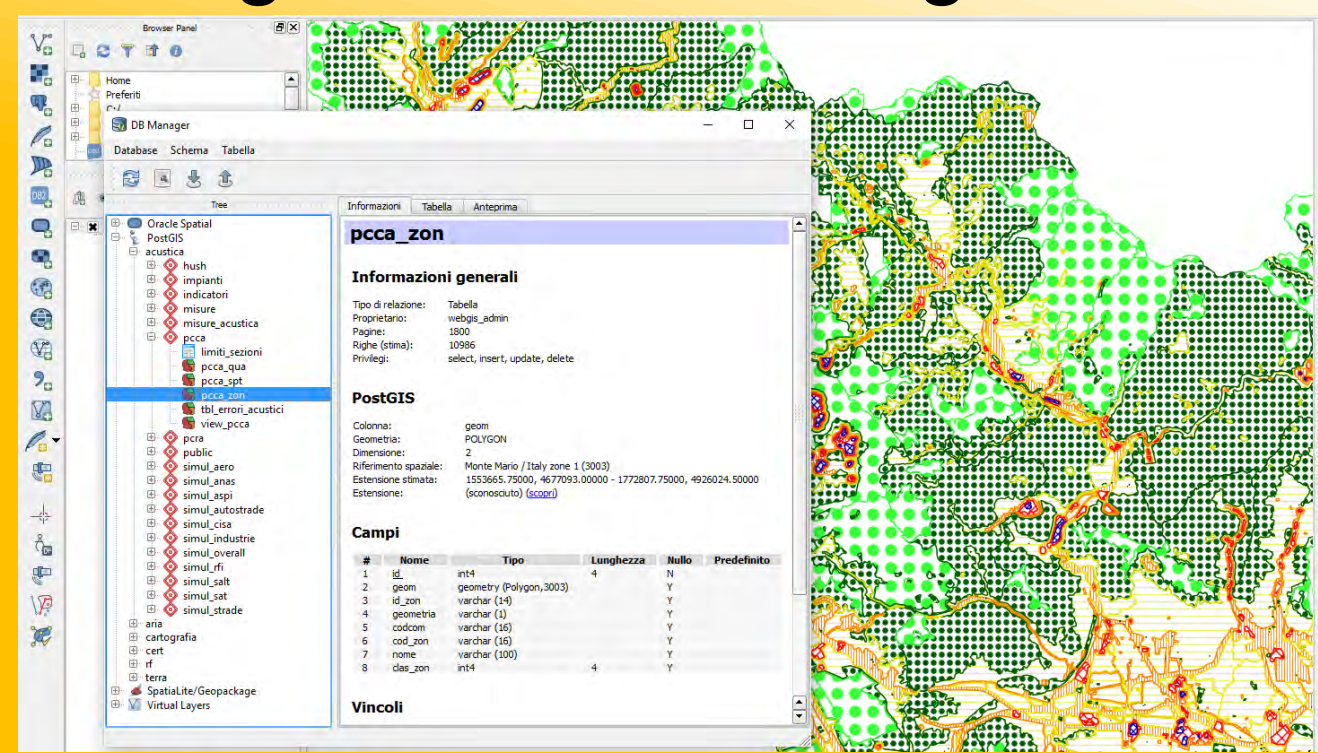 Browser Panel
Home
Preferiti
C:/
DB Manager
Database Schema Tabella
DB2
Tree
Informazioni Tabella Anteprima
Oracle Spatial
PostGIS
acustica
hush
impianti
indicatori
misure
misure_acustica
pcca
limiti_sezioni
pcca_qua
pcca_spt
pcca_zon
tbl_errori_acustici
view_pcca
pcra
public
simul_aero
simul_anas
simul_aspi
simul_autostrade
simul_cisa
simul_industrie
simul_overall
simul_rfi
simul_salt
simul_sat
simul_strade
aria
cartografia
cert
rf
terra
SpatiaLite/Geopackage
Virtual Layers
pcca_zon
Informazioni generali
Tipo di relazione: Tabella
Proprietario: webgis_admin
Pagine: 1800
Righe (stima): 10986
Privilegi: select, insert, update, delete
PostGIS
Colonna: geom
Geometria: POLYGON
Dimensione: 2
Riferimento spaziale: Monte Mario / Italy zone 1 (3003)
Estensione stimata: 1553665.75000, 4677093.00000 - 1772807.75000, 4926024.50000
Estensione: (sconosciuto) (scopri)
Campi
# Nome Tipo Lunghezza Nullo Predefinito
1 id_ int4 4 N
2 geom geometry (Polygon,3003) Y
3 id_zon varchar (14) Y
4 geometria varchar (1) Y
5 codcom varchar (16) Y
6 cod_zon varchar (16) Y
7 nome varchar (100) Y
8 clas_zon int4 4 Y
Vincoli